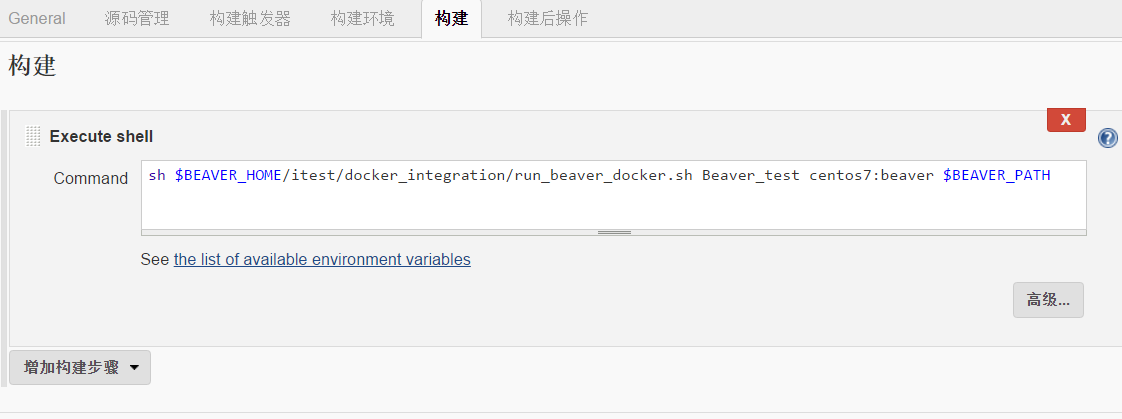 General 源码管理 构建触发器 构建环境 构建 构建后操作
构建
X
Execute shell
Command sh $BEAVER_HOME/itest/docker_integration/run_beaver_docker.sh Beaver_test centos7:beaver $BEAVER_PATH
See the list of available environment variables
高级...
增加构建步骤